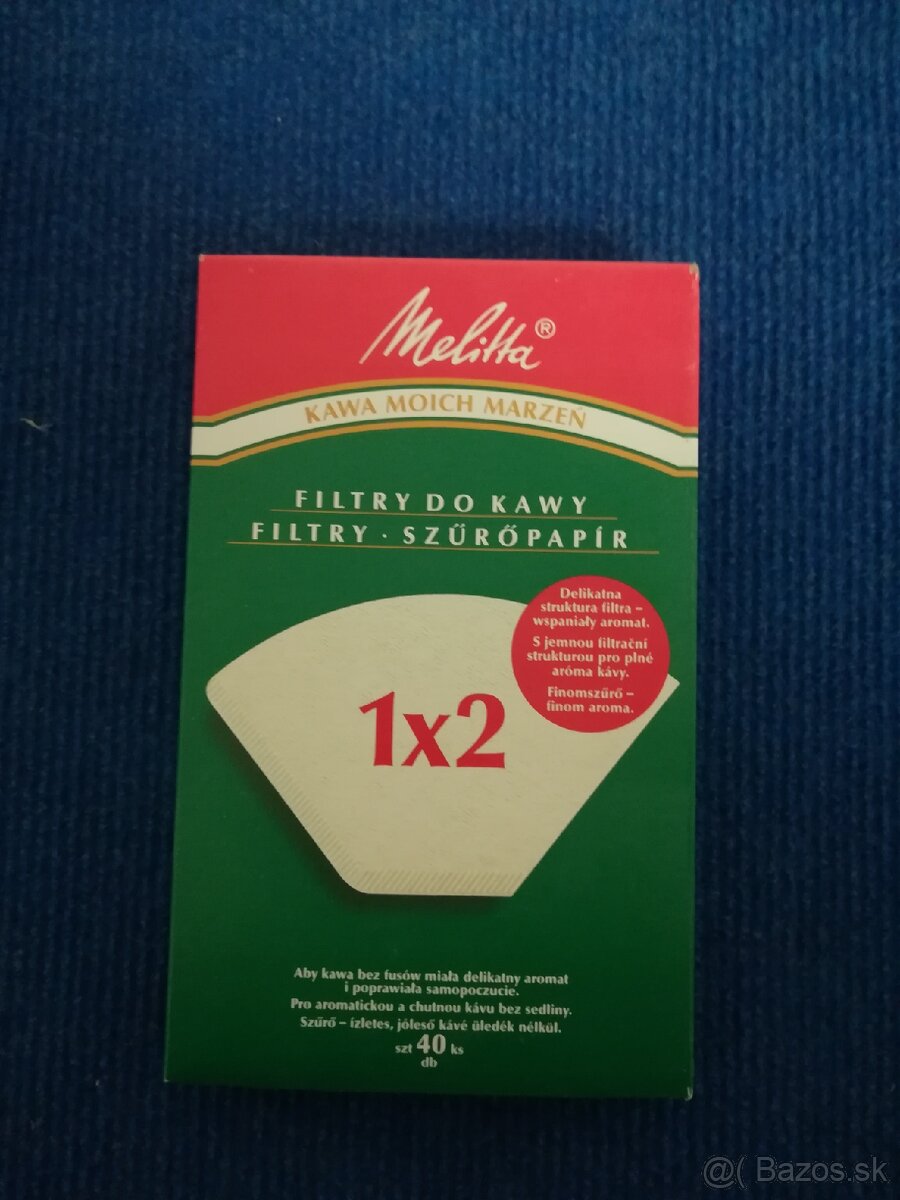 Melitta®
KAWA MOICH MARZEŃ
FILTRY DO KAWY
FILTRY · SZŰRŐPAPÍR
Delikatna
struktura filtra –
wspaniały aromat.
S jemnou filtrační
strukturou pro plné
aróma kávy.
Finomszűrő –
finom aroma.
1x2
Aby kawa bez fusów miała delikatny aromat
i poprawiała samopoczucie.
Pro aromatickou a chutnou kávu bez sedliny.
Szűrő – ízletes, jóleső kávé üledék nélkül.
szt 40 ks
db
@( Bazos.sk